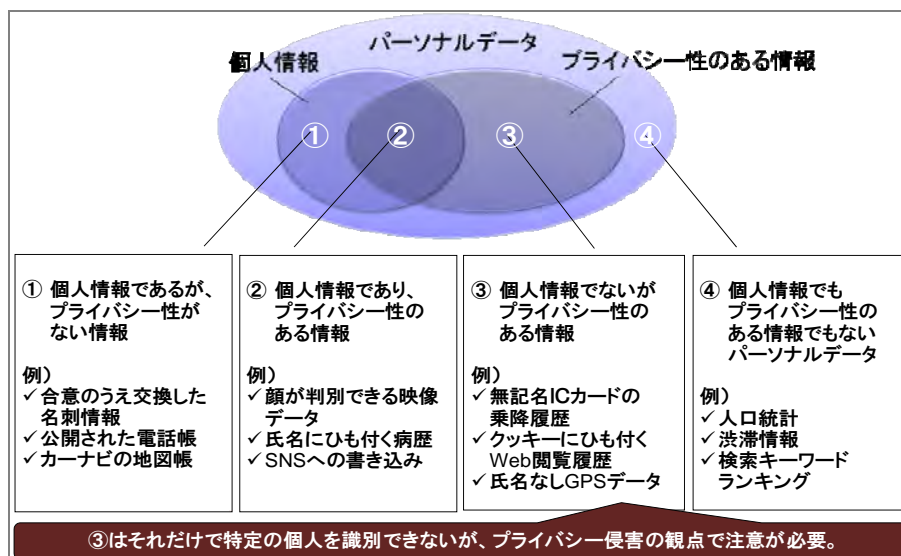 パーソナルデータ
個人情報
プライバシー性のある情報
①
②
③
④
① 個人情報であるが、
プライバシー性が
ない情報
例）
✓合意のうえ交換した
名刺情報
✓公開された電話帳
✓カーナビの地図帳
② 個人情報であり、
プライバシー性の
ある情報
例）
✓顔が判別できる映像
データ
✓氏名にひも付く病歴
✓SNSへの書き込み
③ 個人情報でないが
プライバシー性の
ある情報
例）
✓無記名ICカードの
乗降履歴
✓クッキーにひも付く
Web閲覧履歴
✓氏名なしGPSデータ
④ 個人情報でも
プライバシー性の
ある情報でもない
パーソナルデータ
例）
✓人口統計
✓渋滞情報
✓検索キーワード
ランキング
③はそれだけで特定の個人を識別できないが、プライバシー侵害の観点で注意が必要。